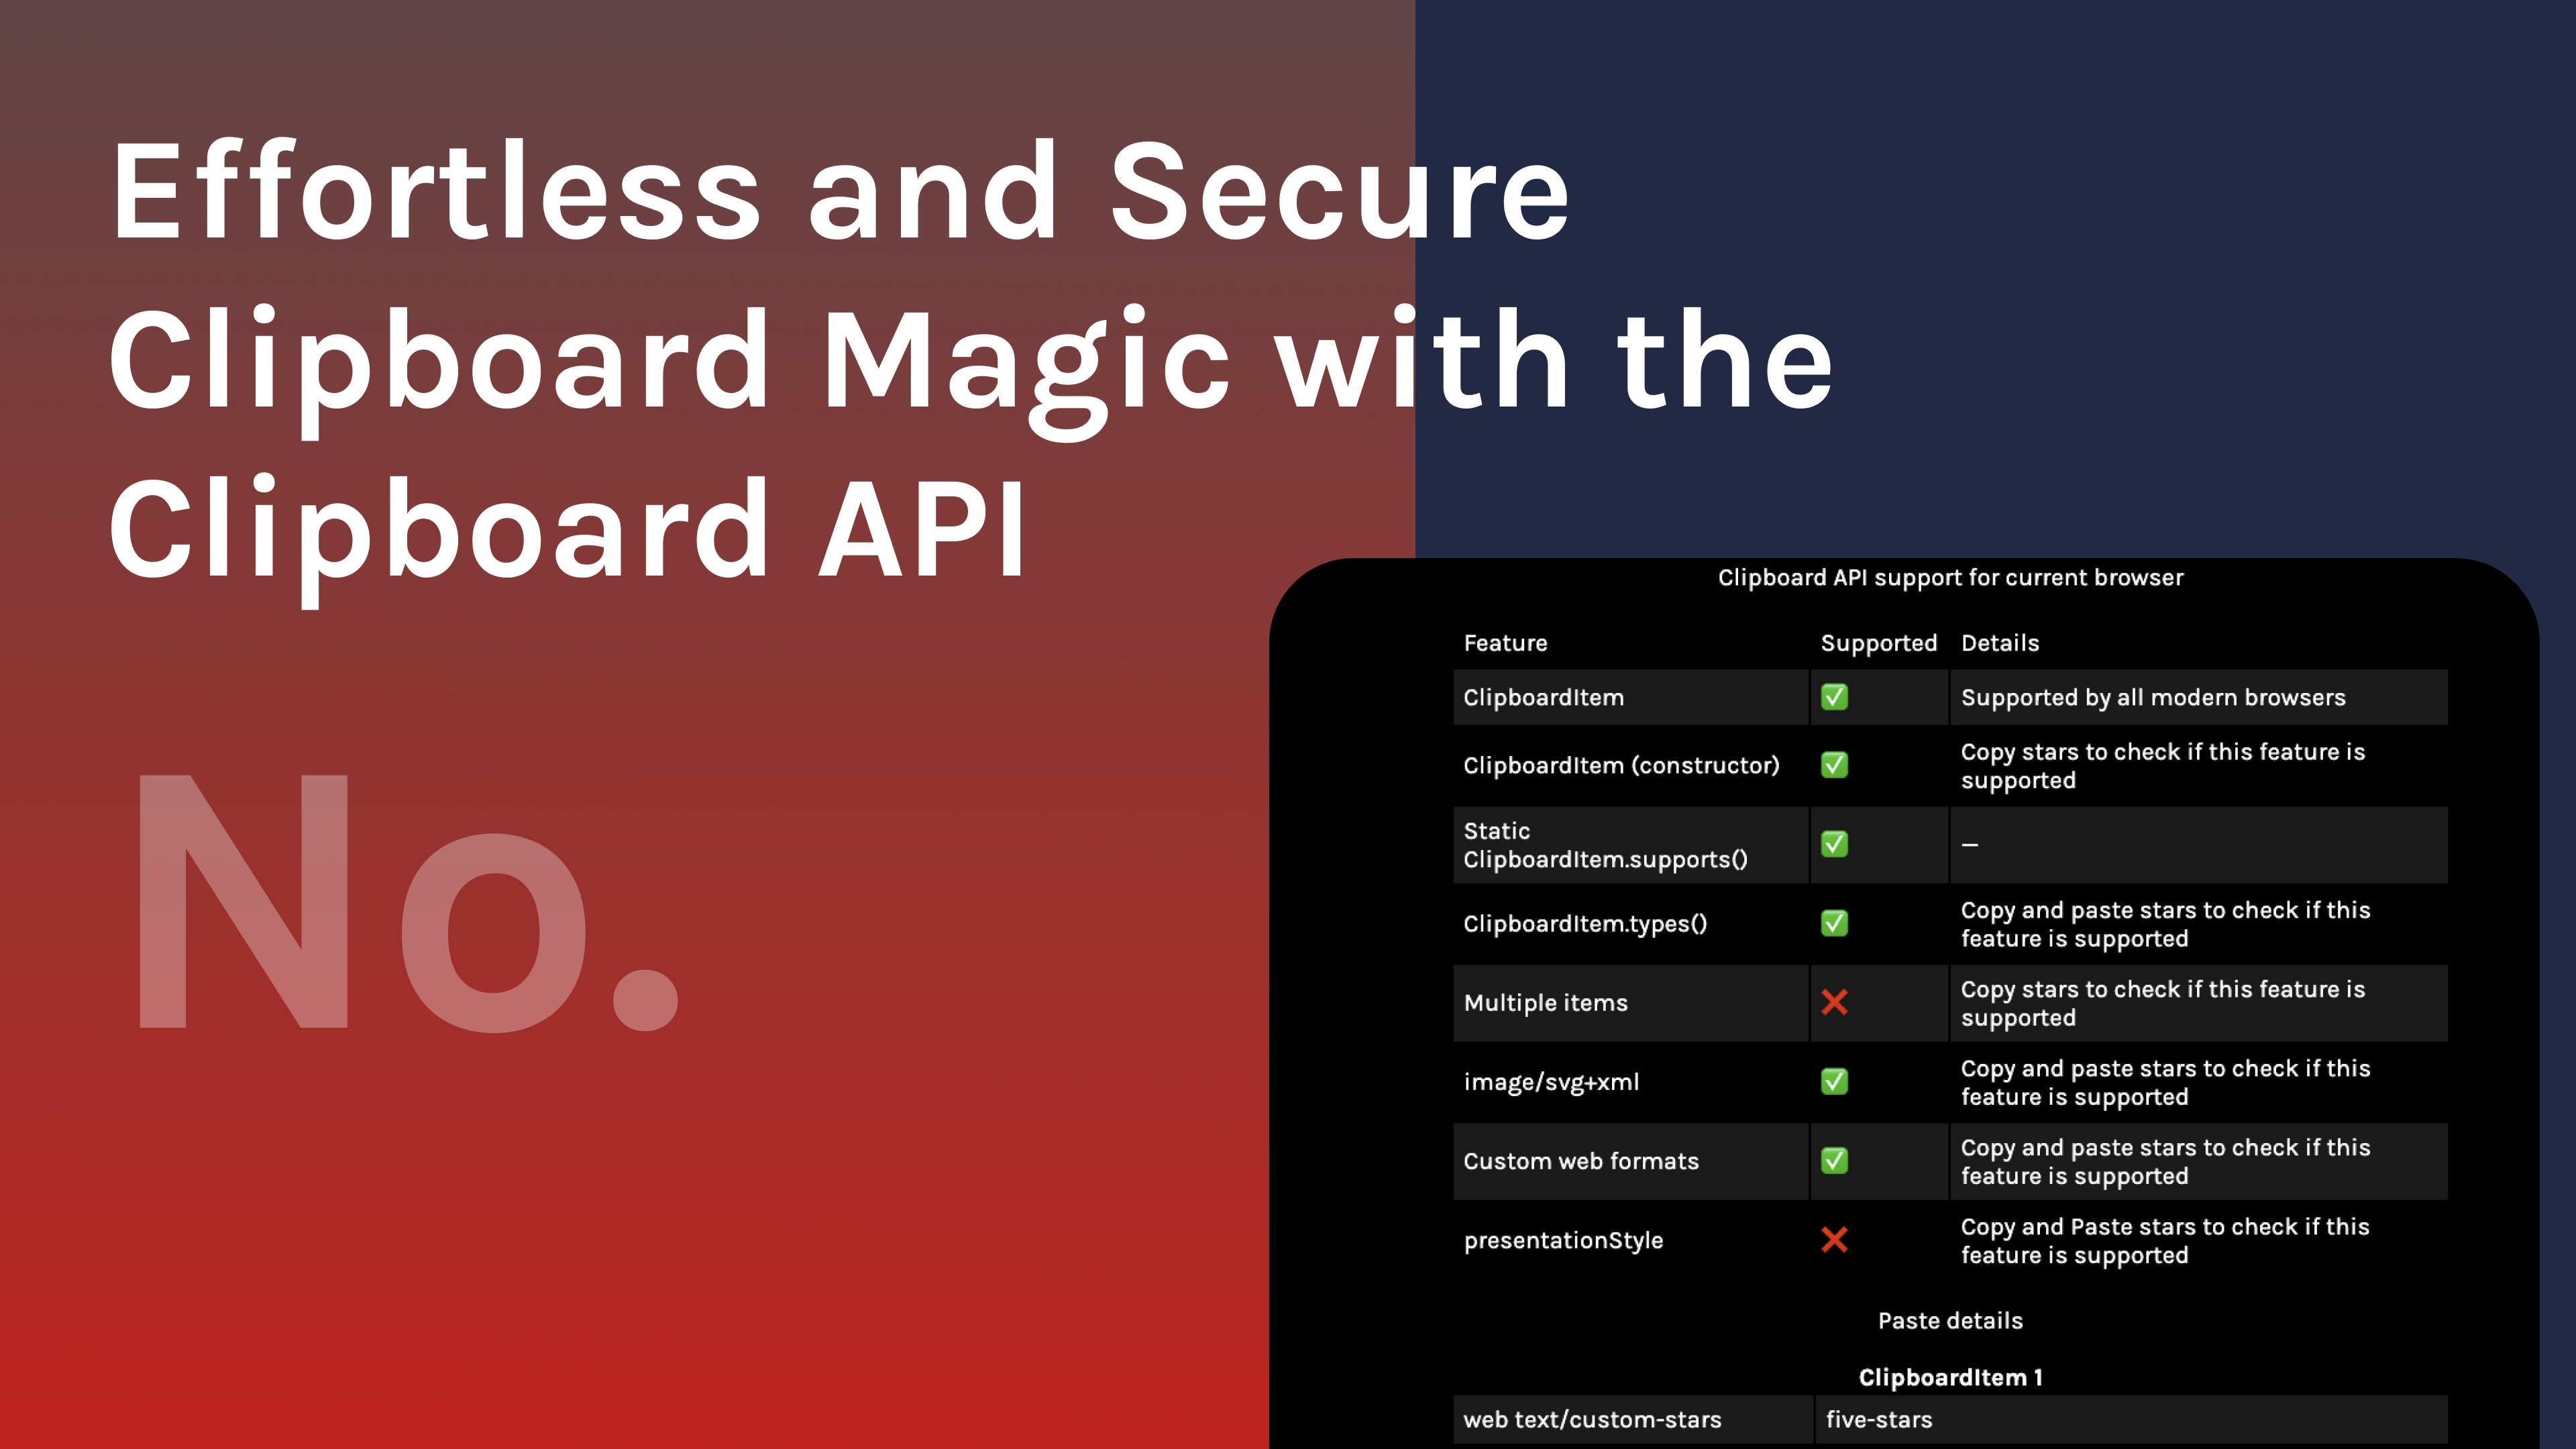 Effortless and Secure
Clipboard Magic with the
Clipboard API
No.
Clipboard API support for current browser
Feature Supported Details
ClipboardItem ✅ Supported by all modern browsers
ClipboardItem (constructor) ✅ Copy stars to check if this feature is
supported
Static
ClipboardItem.supports() ✅ —
ClipboardItem.types() ✅ Copy and paste stars to check if this
feature is supported
Multiple items ❌ Copy stars to check if this feature is
supported
image/svg+xml ✅ Copy and paste stars to check if this
feature is supported
Custom web formats ✅ Copy and paste stars to check if this
feature is supported
presentationStyle ❌ Copy and Paste stars to check if this
feature is supported
Paste details
ClipboardItem 1
web text/custom-stars five-stars